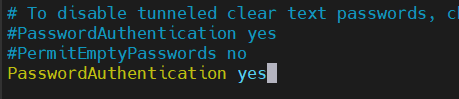 # To disable tunneled clear text passwords,
#PasswordAuthentication yes
#PermitEmptyPasswords no
PasswordAuthentication yes